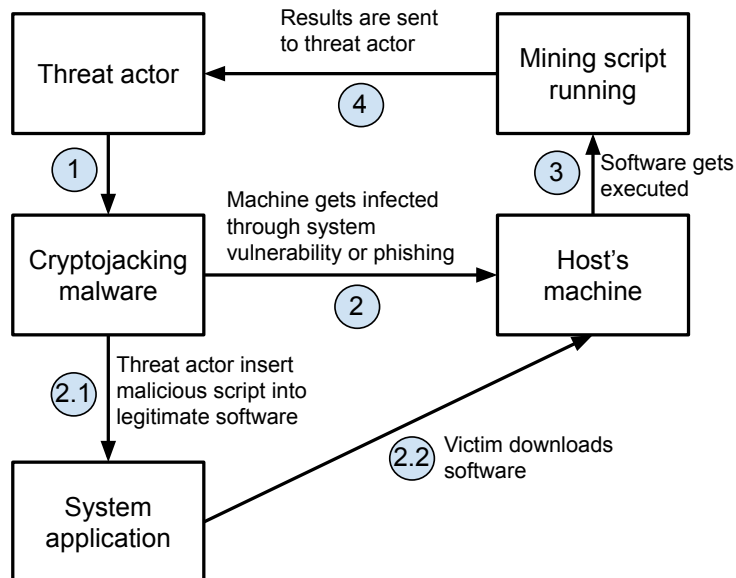 Results are sent
to threat actor
Threat actor
Mining script
running
4
1
3
Software gets
executed
Machine gets infected
through system
vulnerability or phishing
Cryptojacking
malware
Host's
machine
2
2.1
Threat actor insert
malicious script into
legitimate software
2.2
Victim downloads
software
System
application